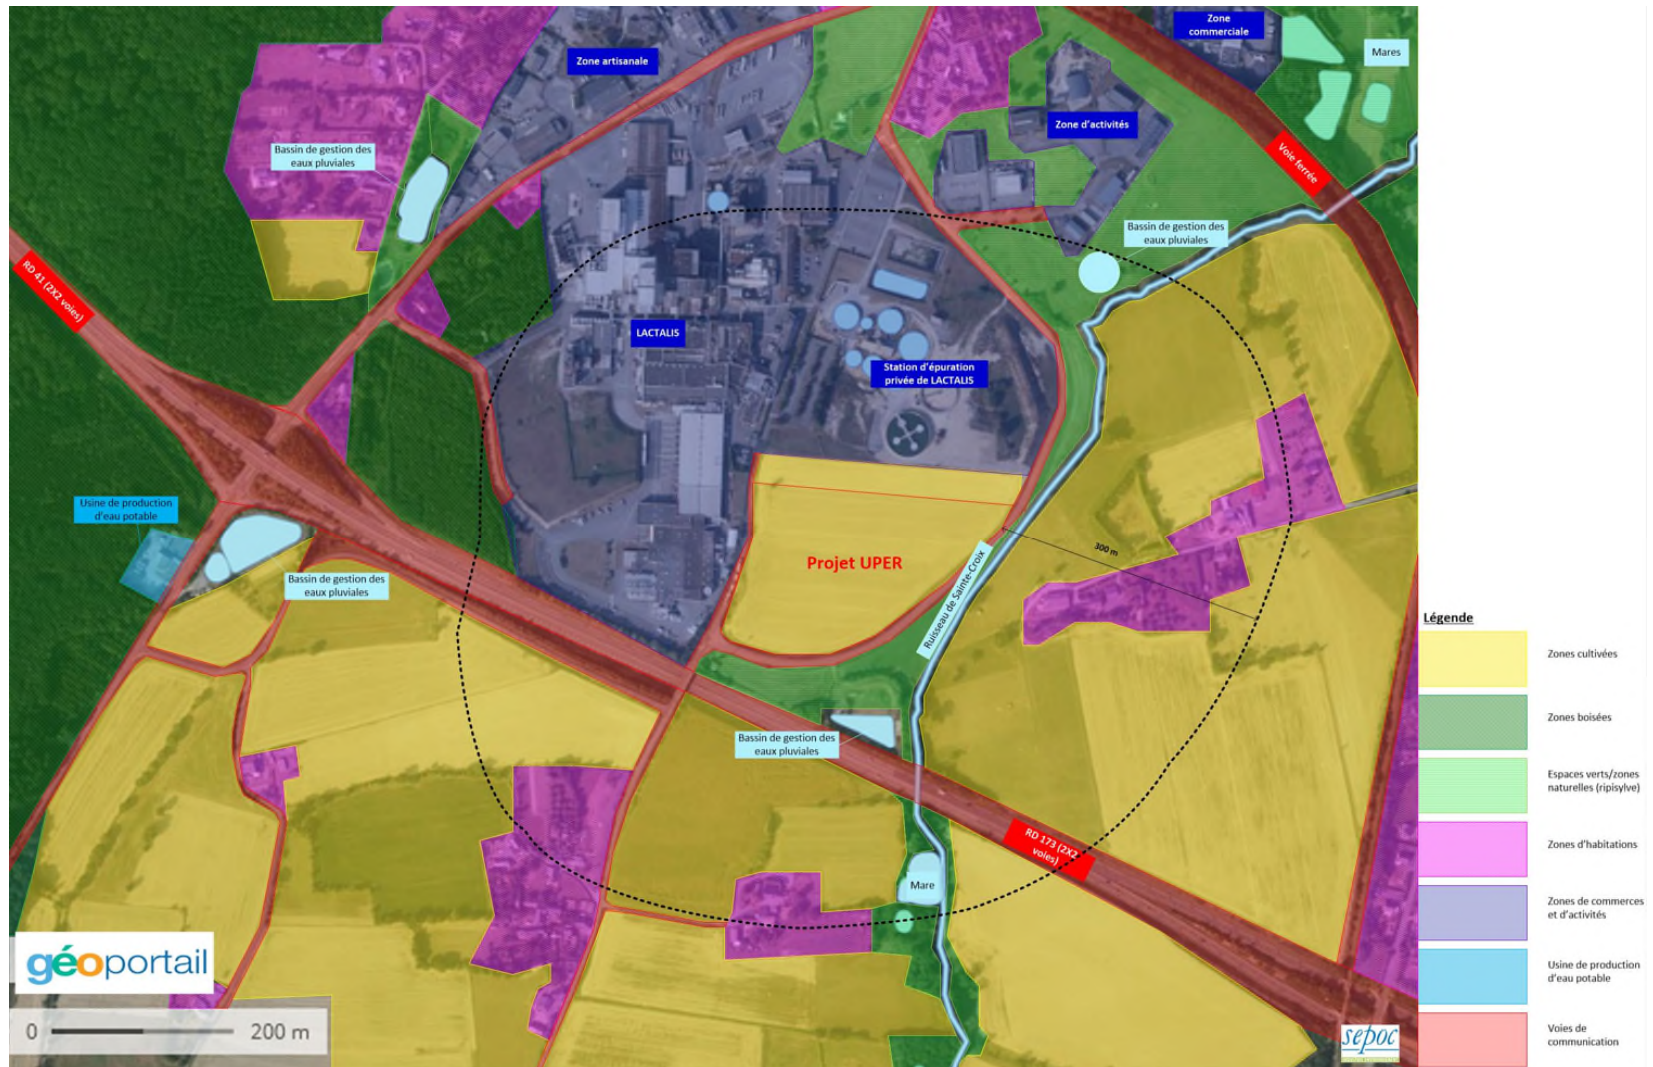 Zone
commerciale
Mares
Zone artisanale
Zone d'activités
Bassin de gestion des
eaux pluviales
Voie ferrée
Bassin de gestion des
eaux pluviales
RD 41 (2X2 voies)
LACTALIS
Station d'épuration
privée de LACTALIS
Usine de production
d'eau potable
Bassin de gestion des
eaux pluviales
Projet UPER
300 m
Ruisseau de Sainte-Croix
Bassin de gestion des
eaux pluviales
RD 173 (2X2
voies)
Mare
géoportail
0 200 m
sepoc
Légende
Zones cultivées
Zones boisées
Espaces verts/zones
naturelles (ripisylve)
Zones d'habitations
Zones de commerces
et d'activités
Usine de production
d'eau potable
Voies de
communication